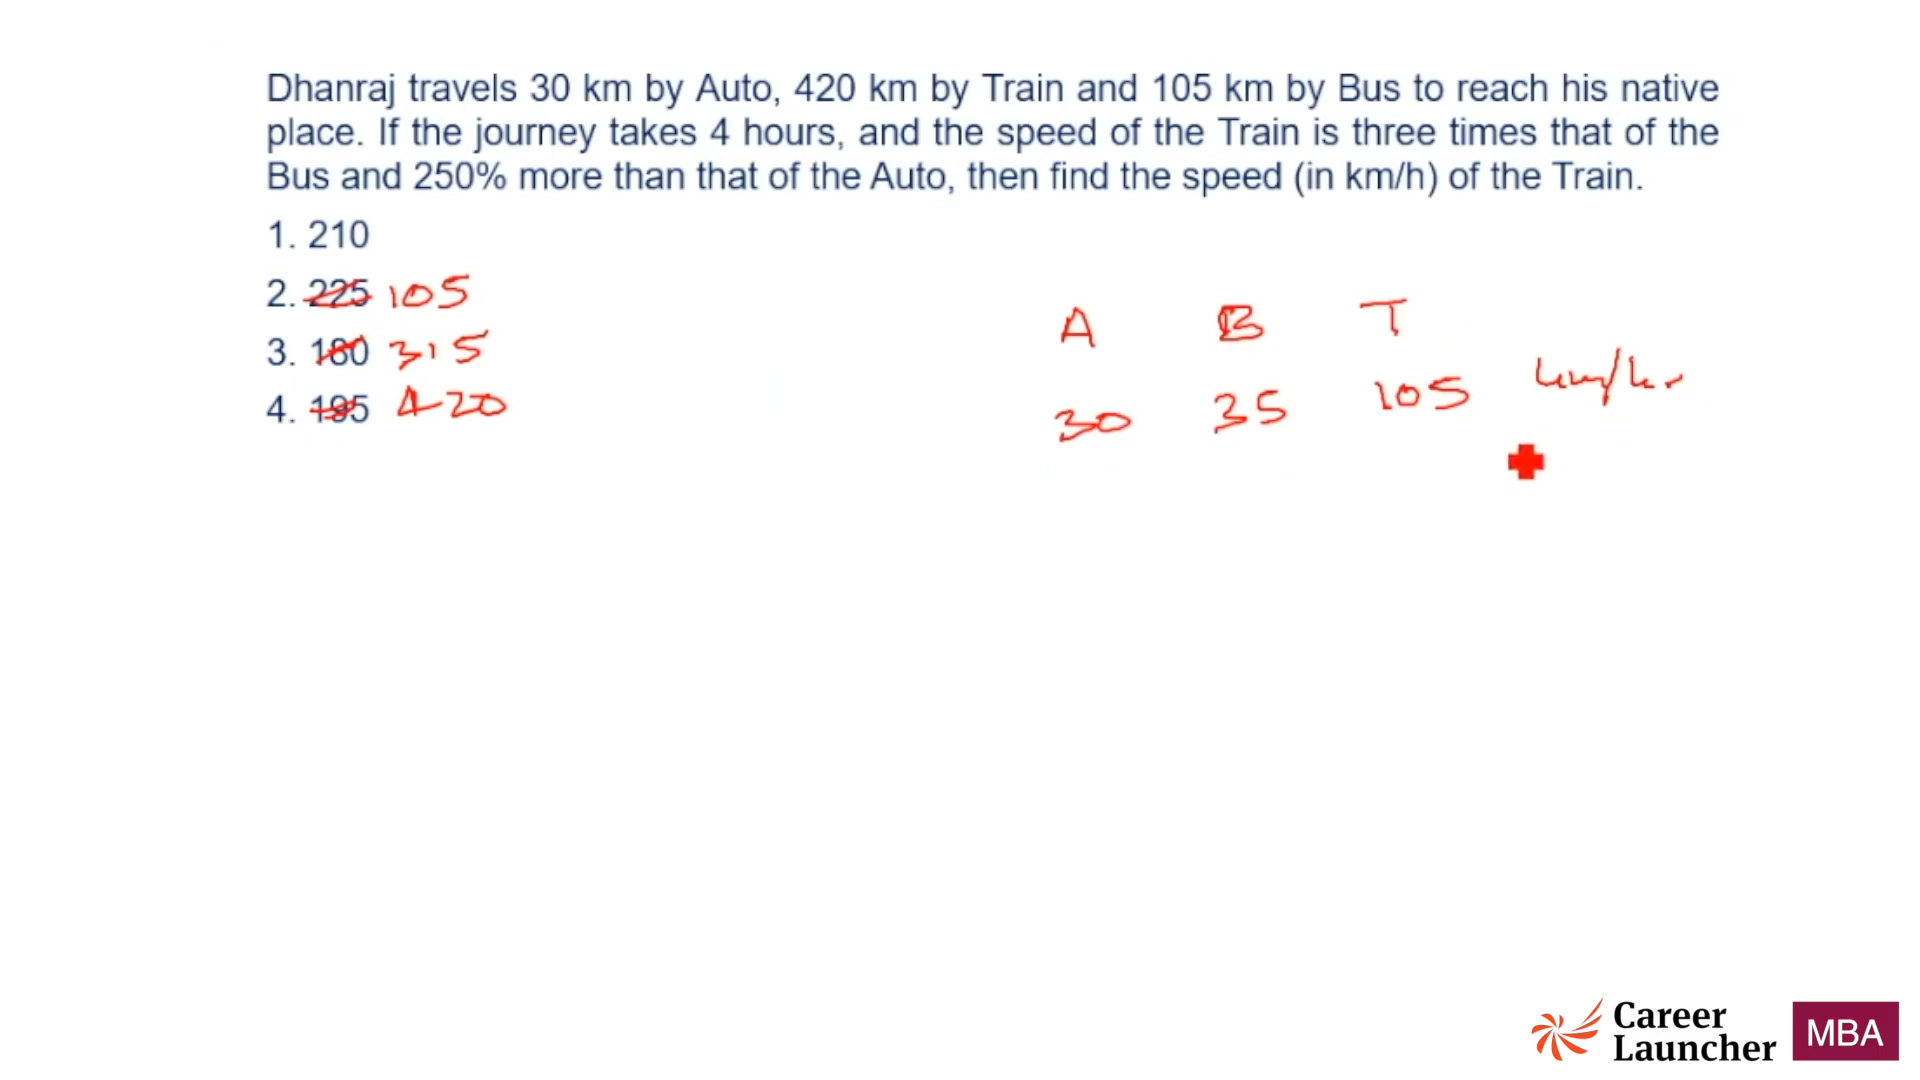 Dhanraj travels 30 km by Auto, 420 km by Train and 105 km by Bus to reach his native
place. If the journey takes 4 hours, and the speed of the Train is three times that of the
Bus and 250% more than that of the Auto, then find the speed (in km/h) of the Train.
1. 210
2. 225 105
3. 180 315
4. 195 420
A B T
30 35 105 km/hr
Career
Launcher
MBA